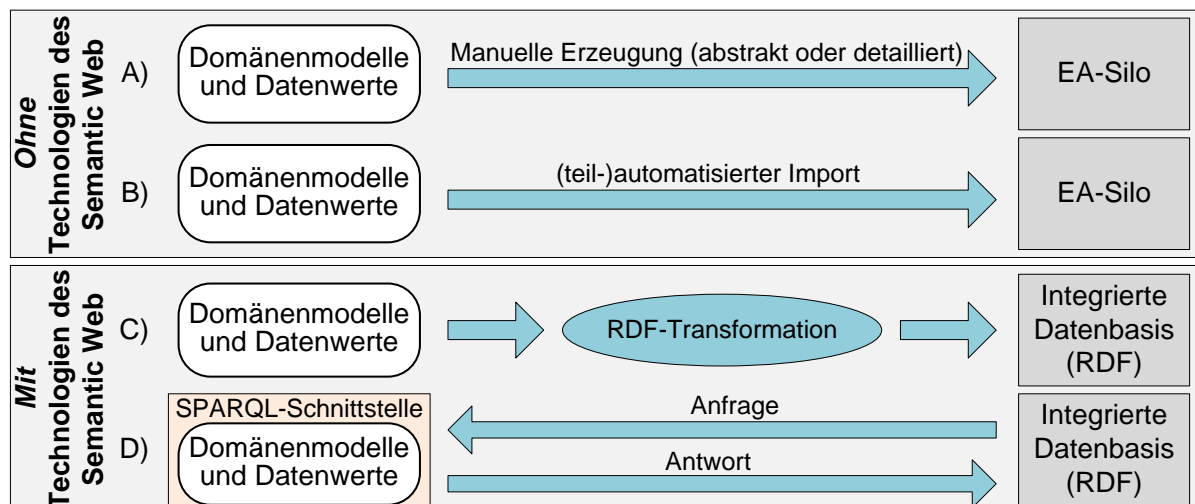 Ohne
Technologien des
Semantic Web
A)
Domänenmodelle
und Datenwerte
Manuelle Erzeugung (abstrakt oder detailliert)
EA-Silo
B)
Domänenmodelle
und Datenwerte
(teil-)automatisierter Import
EA-Silo
Mit
Technologien des
Semantic Web
C)
Domänenmodelle
und Datenwerte
RDF-Transformation
Integrierte
Datenbasis
(RDF)
D)
SPARQL-Schnittstelle
Domänenmodelle
und Datenwerte
Anfrage
Antwort
Integrierte
Datenbasis
(RDF)